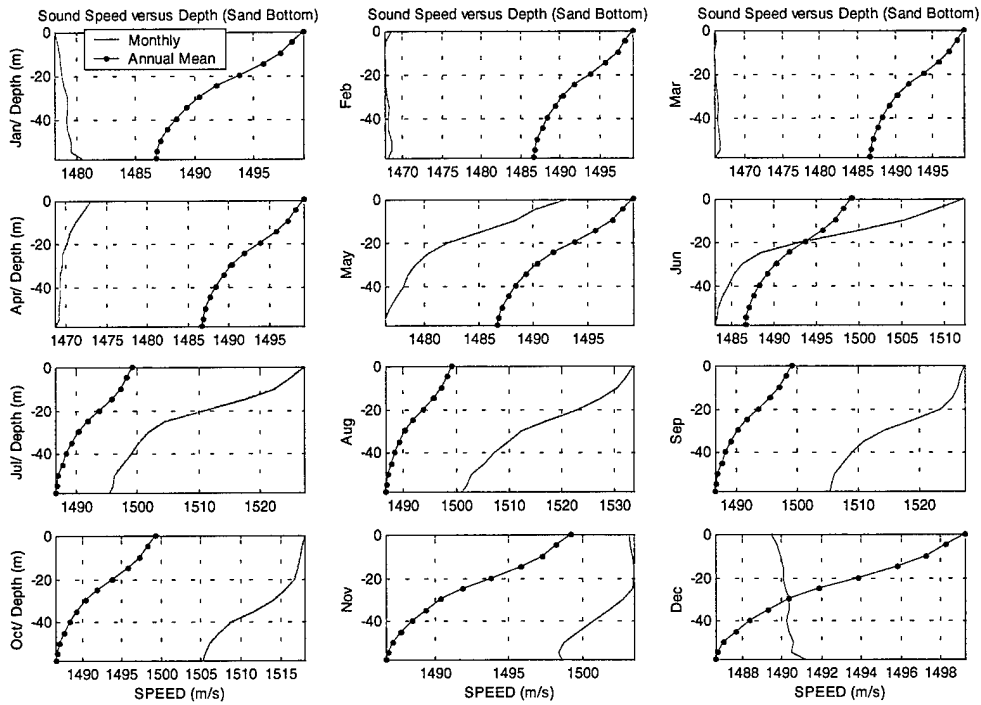 Sound Speed versus Depth (Sand Bottom)
Sound Speed versus Depth (Sand Bottom)
Sound Speed versus Depth (Sand Bottom)
Monthly
Annual Mean
Jan/ Depth (m)
0
-20
-40
1480 1485 1490 1495
Feb
0
-20
-40
1470 1475 1480 1485 1490 1495
Mar
0
-20
-40
1470 1475 1480 1485 1490 1495
Apr/ Depth (m)
0
-20
-40
1470 1475 1480 1485 1490 1495
May
0
-20
-40
1480 1485 1490 1495
Jun
0
-20
-40
1485 1490 1495 1500 1505 1510
Jul/ Depth (m)
0
-20
-40
1490 1500 1510 1520
Aug
0
-20
-40
1490 1500 1510 1520 1530
Sep
0
-20
-40
1490 1500 1510 1520
Oct/ Depth (m)
0
-20
-40
1490 1495 1500 1505 1510 1515
SPEED (m/s)
Nov
0
-20
-40
1490 1495 1500
SPEED (m/s)
Dec
0
-20
-40
1488 1490 1492 1494 1496 1498
SPEED (m/s)